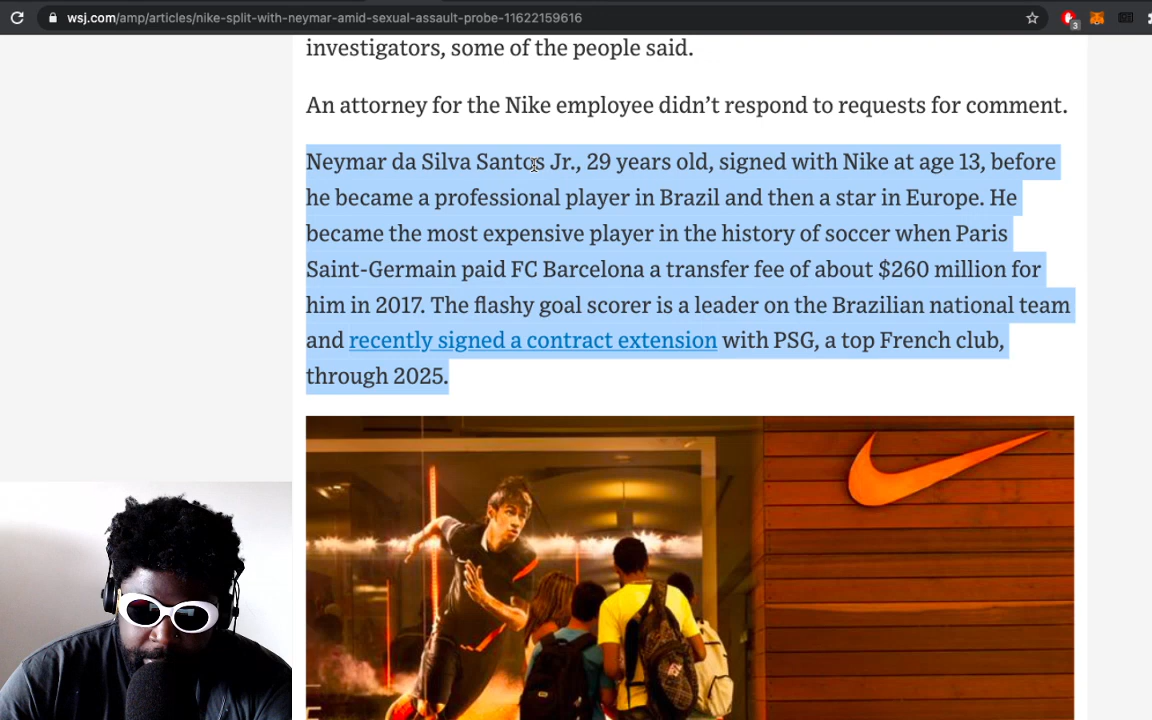 wsj.com/amp/articles/nike-split-with-neymar-amid-sexual-assault-probe-11622159616
3
investigators, some of the people said.
An attorney for the Nike employee didn’t respond to requests for comment.
Neymar da Silva Santos Jr., 29 years old, signed with Nike at age 13, before
he became a professional player in Brazil and then a star in Europe. He
became the most expensive player in the history of soccer when Paris
Saint-Germain paid FC Barcelona a transfer fee of about $260 million for
him in 2017. The flashy goal scorer is a leader on the Brazilian national team
and recently signed a contract extension with PSG, a top French club,
through 2025.